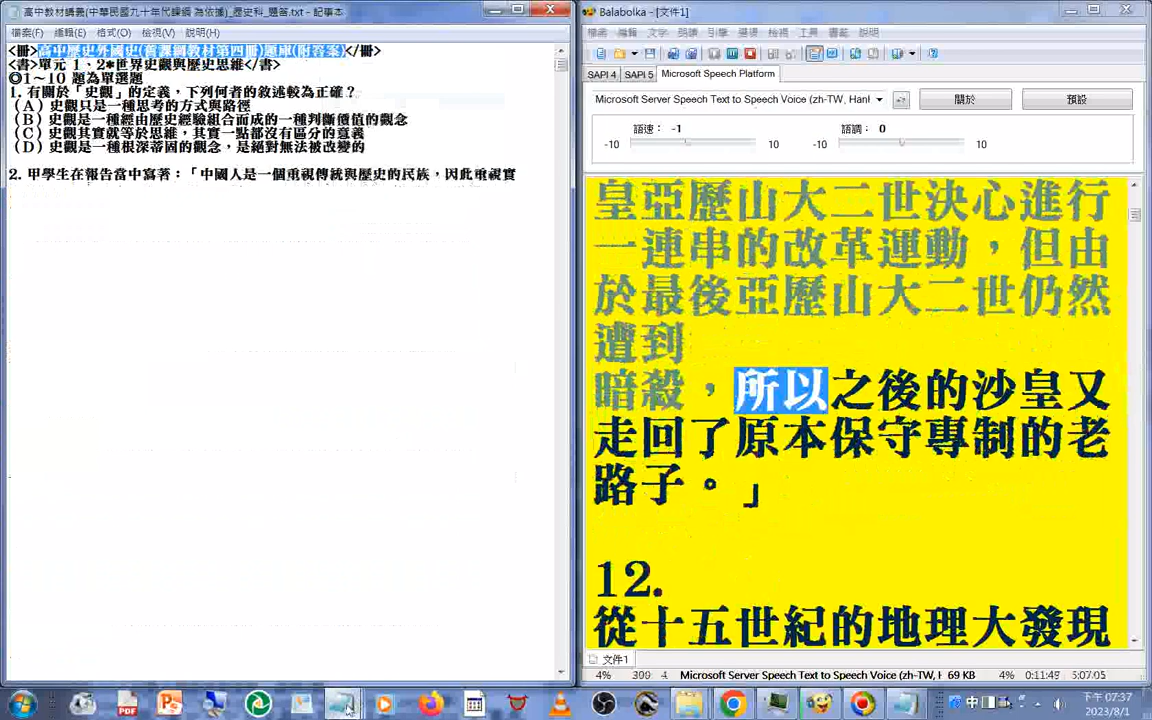 高中教材講義(中華民國九十年代課綱 為依據)_歷史科_題答.txt - 記事本
檔案(F) 編輯(E) 格式(O) 檢視(V) 說明(H)
<冊>高中歷史外國史(舊課綱教材第四冊)題庫(附答案)</冊>
<書>單元 1、2*世界史觀與歷史思維</書>
◎1～10 題為單選題
1. 有關於「史觀」的定義，下列何者的敘述較為正確？
（A）史觀只是一種思考的方式與路徑
（B）史觀是一種經由歷史經驗組合而成的一種判斷價值的觀念
（C）史觀其實就等於思維，其實一點都沒有區分的意義
（D）史觀是一種根深蒂固的觀念，是絕對無法被改變的
2. 甲學生在報告當中寫著：「中國人是一個重視傳統與歷史的民族，因此重視實
Balabolka - [文件1]
檔案 編輯 文字 朗讀 引擎 選項 檢視 工具 書籤 說明
SAPI 4 SAPI 5 Microsoft Speech Platform
Microsoft Server Speech Text to Speech Voice (zh-TW, Hanl
關於 預設
語速： -1 語調： 0
-10 10 -10 10
皇亞歷山大二世決心進行
一連串的改革運動，但由
於最後亞歷山大二世仍然
遭到
暗殺，所以之後的沙皇又
走回了原本保守專制的老
路子。」
12.
從十五世紀的地理大發現
文件1
4% 309 4 Microsoft Server Speech Text to Speech Voice (zh-TW, H 69 KB 4% 0:11:49 5:07:05
PDF
中
下午 07:37
2023/8/1